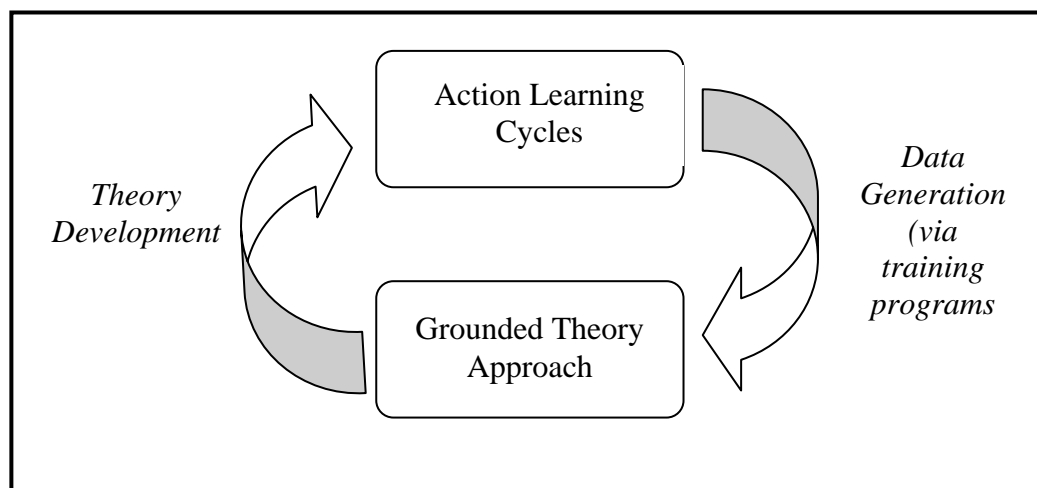 Action Learning
Cycles
Theory
Development
Data
Generation
(via
training
programs
Grounded Theory
Approach